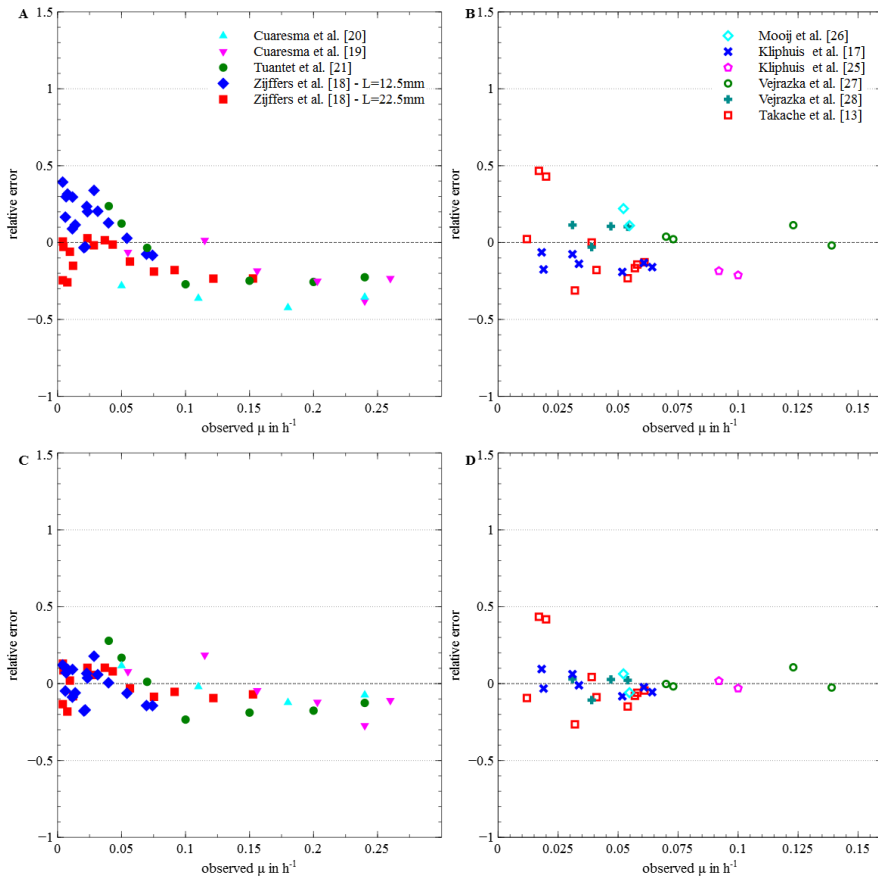 A
1.5
1
0.5
0
−0.5
−1
relative error
0
0.05
0.1
0.15
0.2
0.25
observed μ in h-1
Cuaresma et al. [20]
Cuaresma et al. [19]
Tuantet et al. [21]
Zijffers et al. [18] - L=12.5mm
Zijffers et al. [18] - L=22.5mm
B
1.5
1
0.5
0
−0.5
−1
relative error
0
0.025
0.05
0.075
0.1
0.125
0.15
observed μ in h-1
Mooij et al. [26]
Kliphuis et al. [17]
Kliphuis et al. [25]
Vejrazka et al. [27]
Vejrazka et al. [28]
Takache et al. [13]
C
1.5
1
0.5
0
−0.5
−1
relative error
0
0.05
0.1
0.15
0.2
0.25
observed μ in h-1
D
1.5
1
0.5
0
−0.5
−1
relative error
0
0.025
0.05
0.075
0.1
0.125
0.15
observed μ in h-1